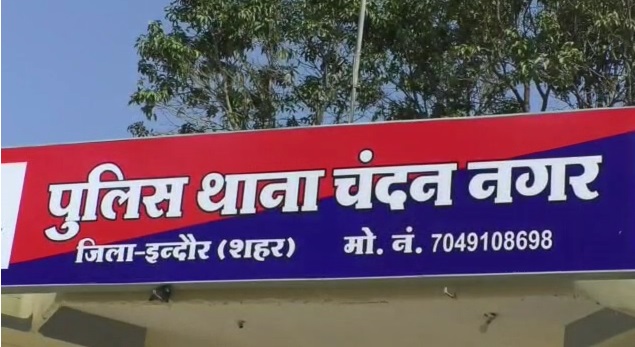 पुलिस थाना चंदन नगर
जिला-इन्दौर (शहर) मो. नं. 7049108698